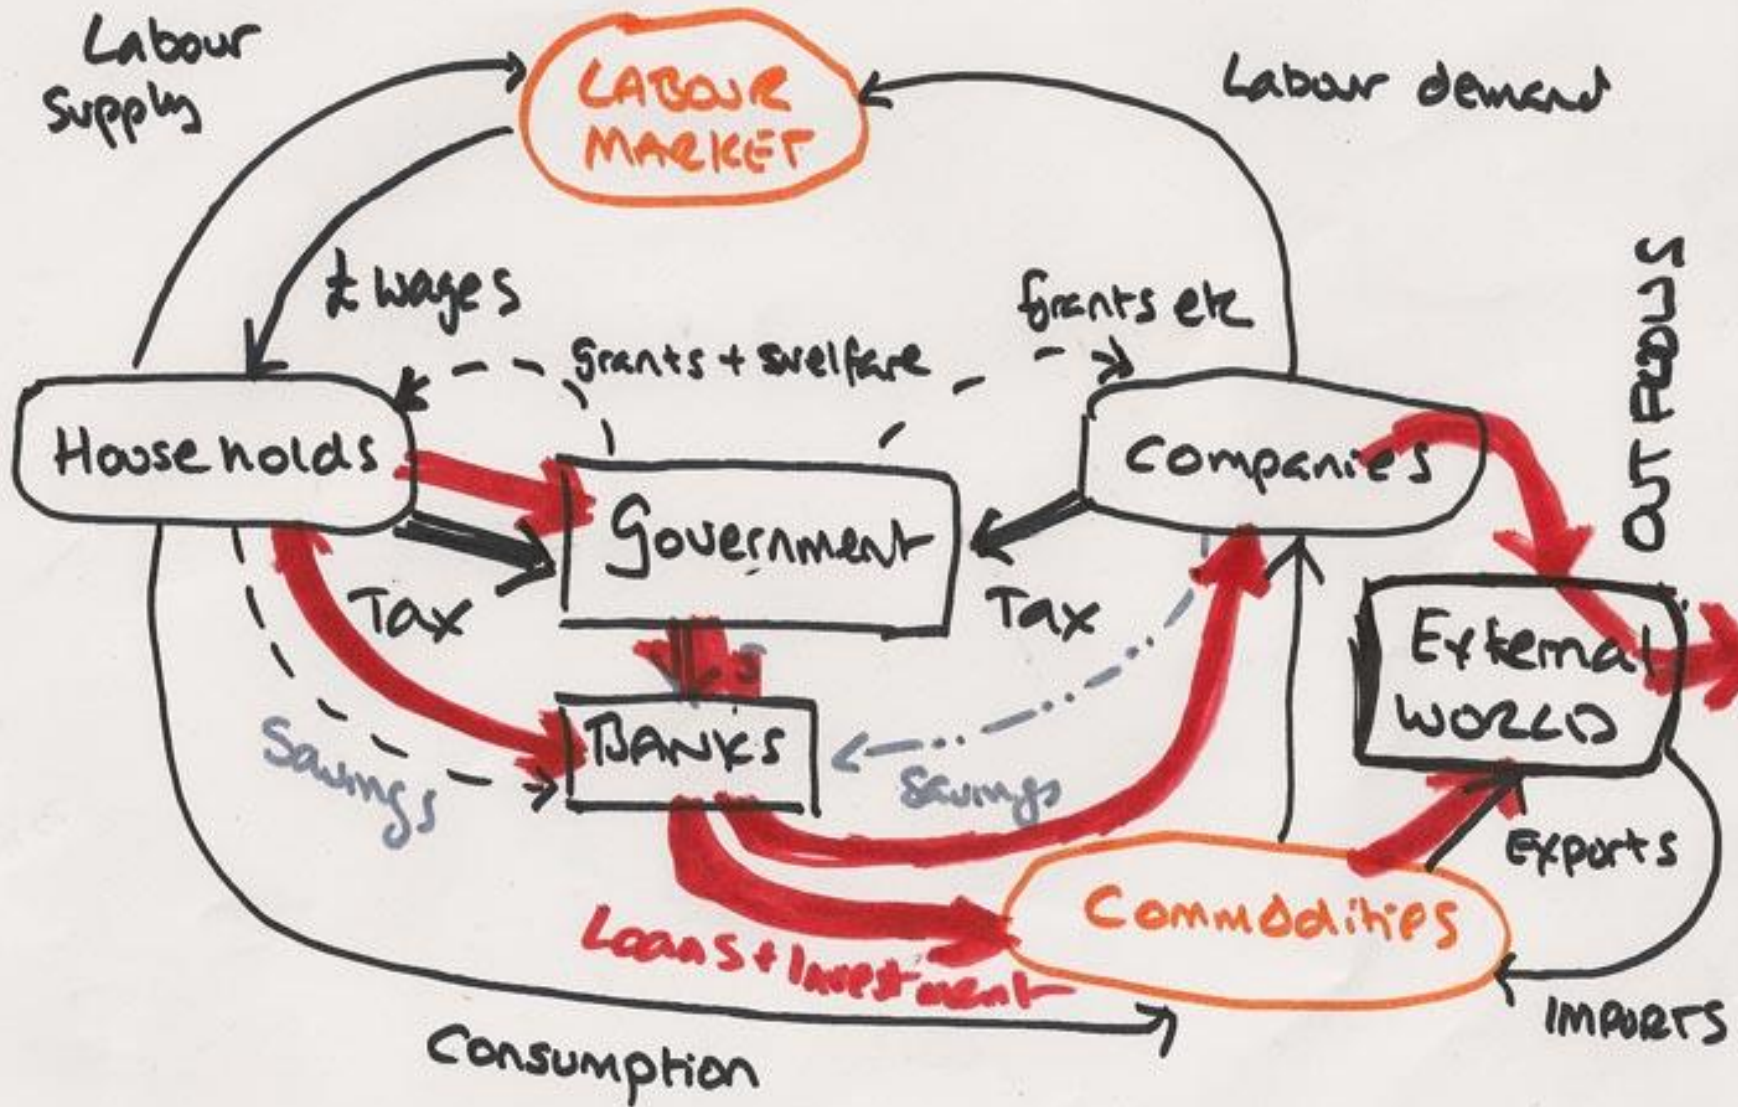 Labour
Supply
LABOUR
MARKET
Labour demand
£ wages
Grants etc
grants + swelfare
OUTFLOWS
Households
Companies
Government
Tax
Tax
External
WORLD
BANKS
Savings
Savings
Exports
Commodities
Loans + Investment
IMPORTS
Consumption